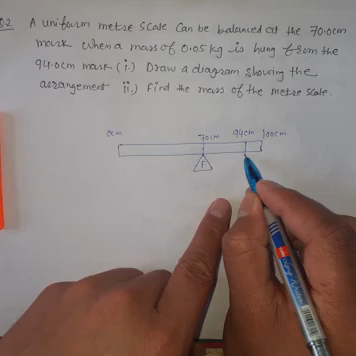 Q2 A uniform metre scale can be balanced at the 70.0cm
mark when a mass of 0.05 kg is hung from the
94.0cm mark (i.) Draw a diagram showing the
arrangement ii.) Find the mass of the metre scale.
0cm 70cm 94cm 100cm
F